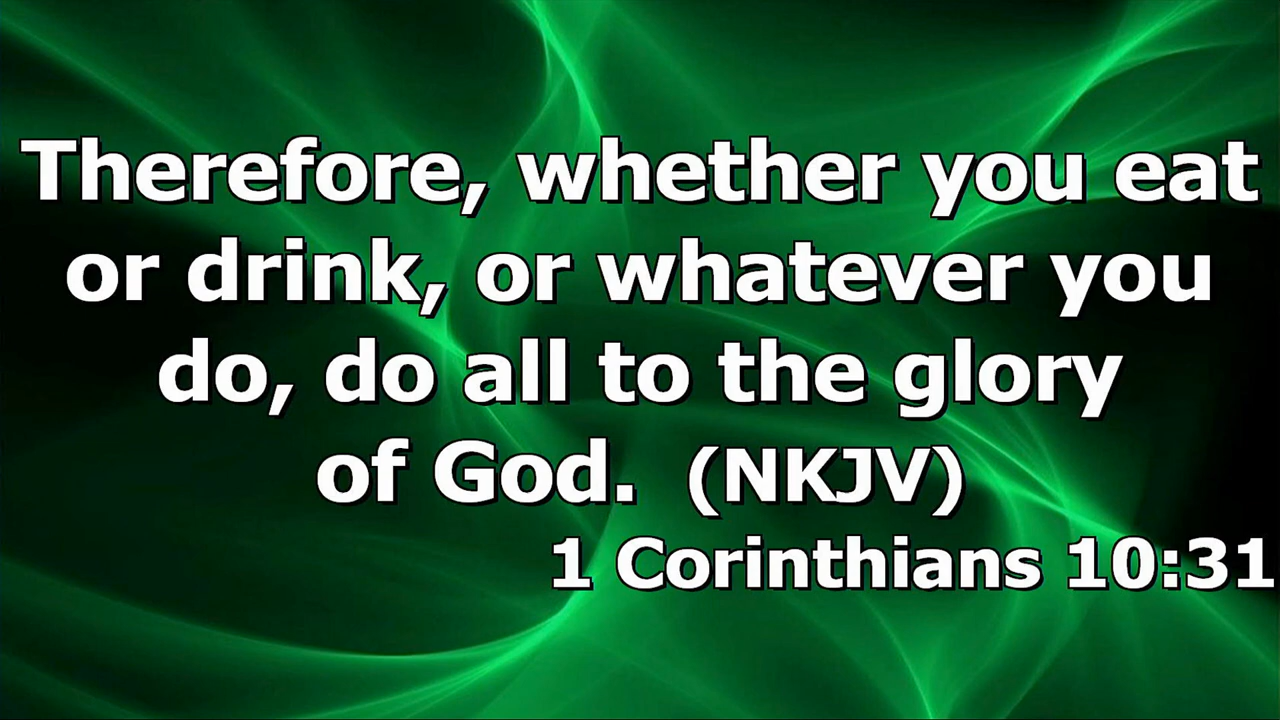 Therefore, whether you eat
or drink, or whatever you
do, do all to the glory
of God.  (NKJV)
1 Corinthians 10:31